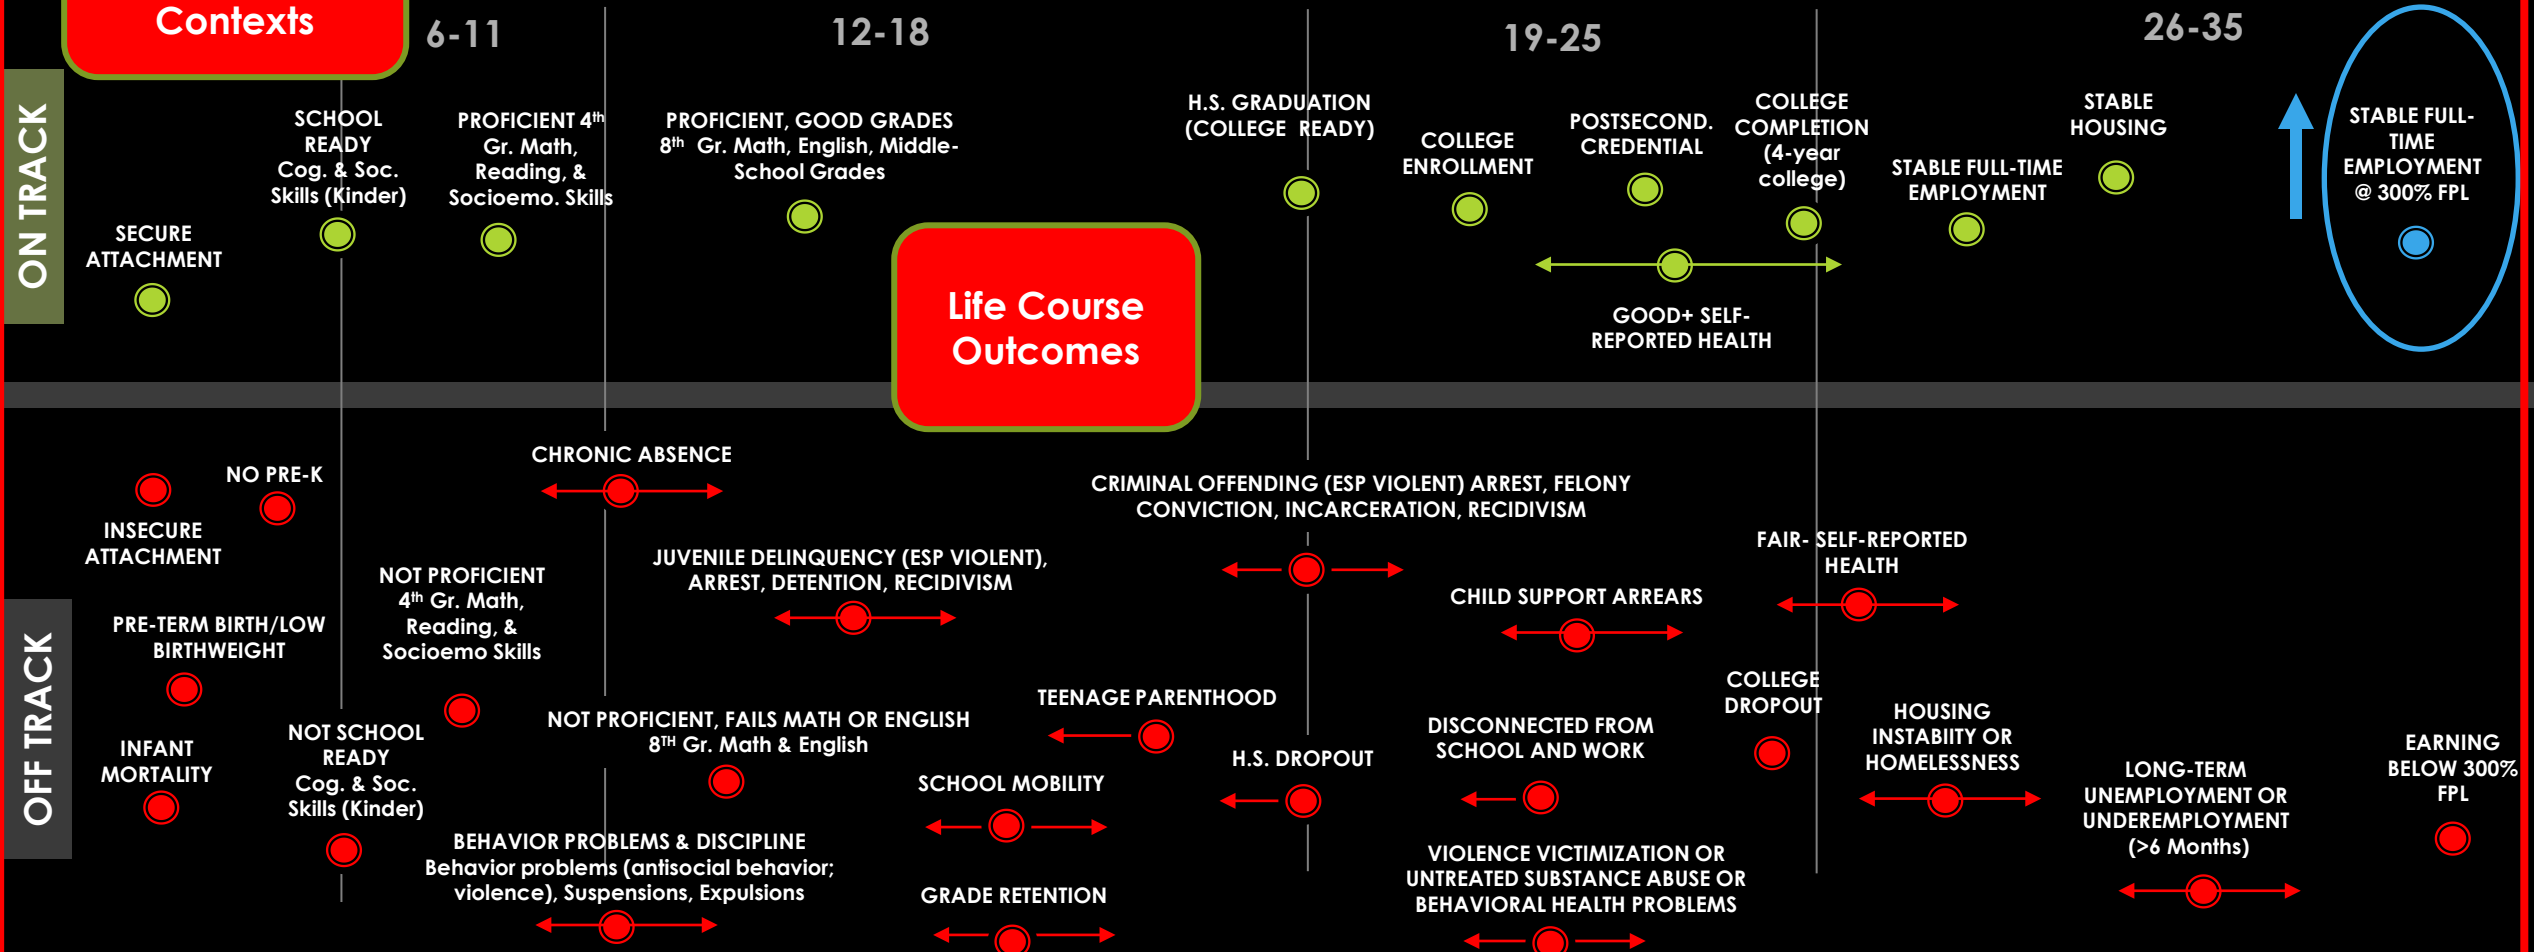 Contexts
6-11
12-18
19-25
26-35
ON TRACK
SECURE
ATTACHMENT
SCHOOL
READY
Cog. & Soc.
Skills (Kinder)
PROFICIENT 4th
Gr. Math,
Reading, &
Socioemo. Skills
PROFICIENT, GOOD GRADES
8th Gr. Math, English, Middle-
School Grades
H.S. GRADUATION
(COLLEGE READY)
COLLEGE
ENROLLMENT
POSTSECOND.
CREDENTIAL
COLLEGE
COMPLETION
(4-year
college)
STABLE FULL-TIME
EMPLOYMENT
STABLE
HOUSING
STABLE FULL-
TIME
EMPLOYMENT
@ 300% FPL
GOOD+ SELF-
REPORTED HEALTH
Life Course
Outcomes
OFF TRACK
INSECURE
ATTACHMENT
NO PRE-K
PRE-TERM BIRTH/LOW
BIRTHWEIGHT
INFANT
MORTALITY
NOT SCHOOL
READY
Cog. & Soc.
Skills (Kinder)
NOT PROFICIENT
4th Gr. Math,
Reading, &
Socioemo Skills
CHRONIC ABSENCE
JUVENILE DELINQUENCY (ESP VIOLENT),
ARREST, DETENTION, RECIDIVISM
NOT PROFICIENT, FAILS MATH OR ENGLISH
8TH Gr. Math & English
BEHAVIOR PROBLEMS & DISCIPLINE
Behavior problems (antisocial behavior;
violence), Suspensions, Expulsions
SCHOOL MOBILITY
GRADE RETENTION
TEENAGE PARENTHOOD
CRIMINAL OFFENDING (ESP VIOLENT) ARREST, FELONY
CONVICTION, INCARCERATION, RECIDIVISM
H.S. DROPOUT
CHILD SUPPORT ARREARS
DISCONNECTED FROM
SCHOOL AND WORK
VIOLENCE VICTIMIZATION OR
UNTREATED SUBSTANCE ABUSE OR
BEHAVIORAL HEALTH PROBLEMS
FAIR- SELF-REPORTED
HEALTH
COLLEGE
DROPOUT
HOUSING
INSTABIITY OR
HOMELESSNESS
LONG-TERM
UNEMPLOYMENT OR
UNDEREMPLOYMENT
(>6 Months)
EARNING
BELOW 300%
FPL